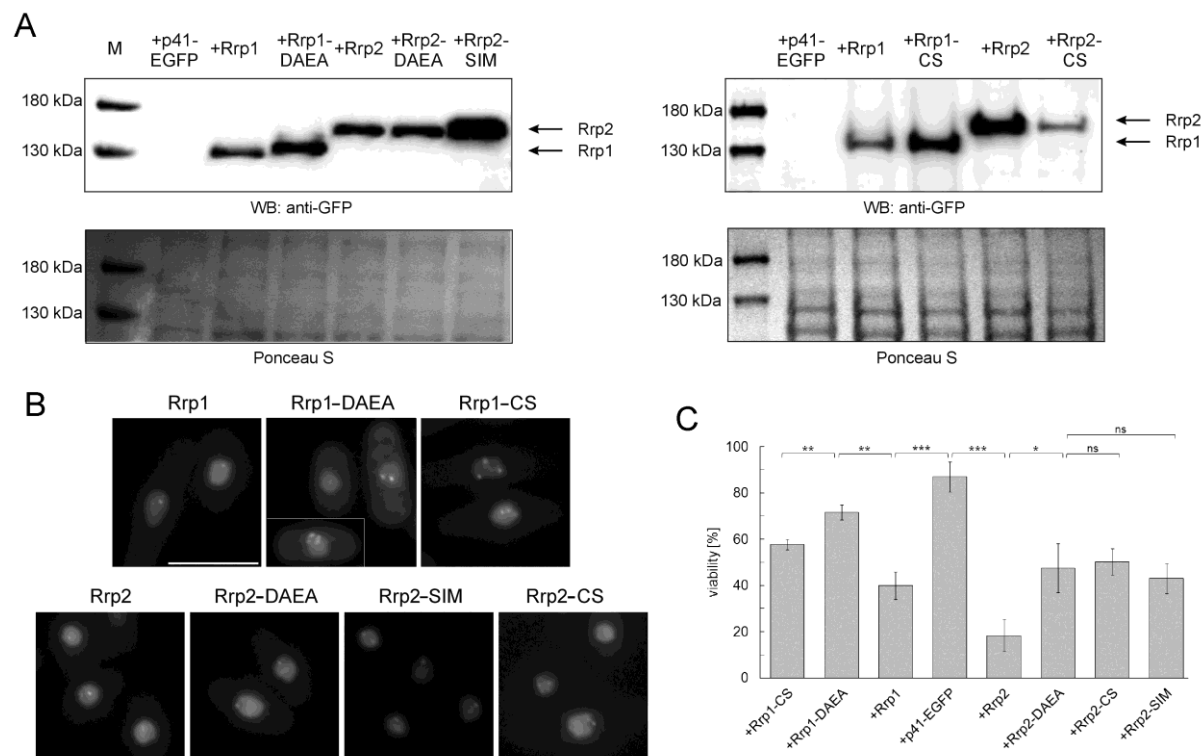 A
M
+p41-
EGFP
+Rrp1
+Rrp1-
DAEA
+Rrp2
+Rrp2-
DAEA
+Rrp2-
SIM
180 kDa
130 kDa
Rrp2
Rrp1
WB: anti-GFP
180 kDa
130 kDa
Ponceau S
+p41-
EGFP
+Rrp1
+Rrp1-
CS
+Rrp2
+Rrp2-
CS
180 kDa
130 kDa
Rrp2
Rrp1
WB: anti-GFP
180 kDa
130 kDa
Ponceau S
B
Rrp1
Rrp1-DAEA
Rrp1-CS
Rrp2
Rrp2-DAEA
Rrp2-SIM
Rrp2-CS
C
ns
** ** *** *** * ns
viability [%]
100
80
60
40
20
0
+Rrp1-CS
+Rrp1-DAEA
+Rrp1
+p41-EGFP
+Rrp2
+Rrp2-DAEA
+Rrp2-CS
+Rrp2-SIM